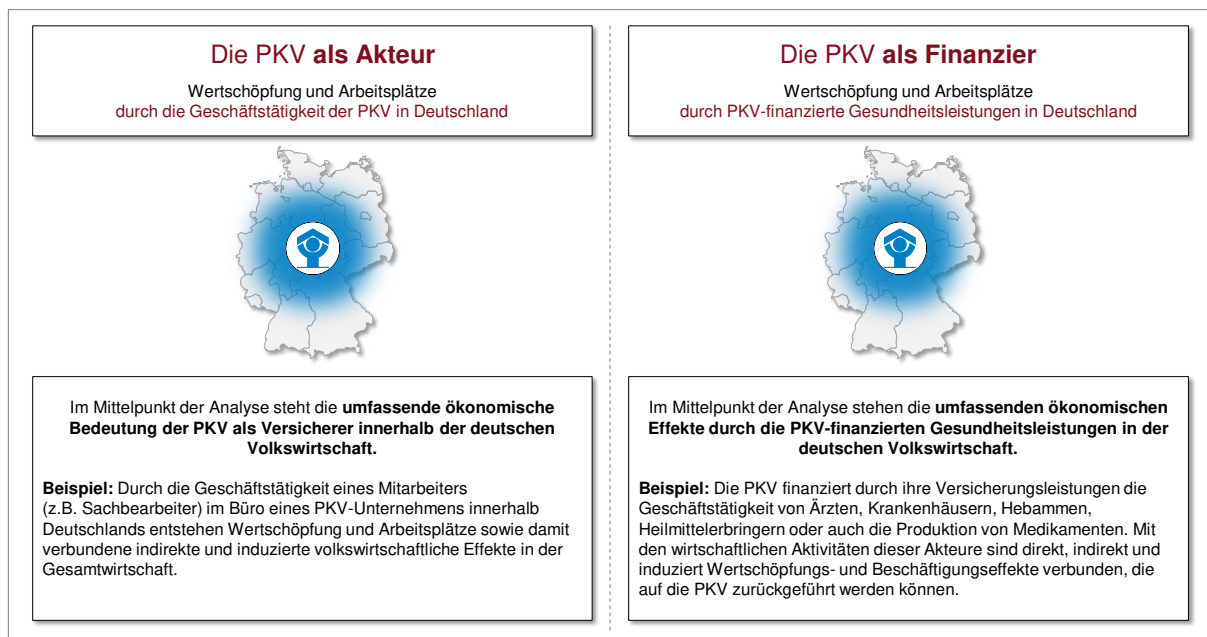 Die PKV als Akteur
Wertschöpfung und Arbeitsplätze
durch die Geschäftstätigkeit der PKV in Deutschland
Im Mittelpunkt der Analyse steht die umfassende ökonomische
Bedeutung der PKV als Versicherer innerhalb der deutschen
Volkswirtschaft.
Beispiel: Durch die Geschäftstätigkeit eines Mitarbeiters
(z.B. Sachbearbeiter) im Büro eines PKV-Unternehmens innerhalb
Deutschlands entstehen Wertschöpfung und Arbeitsplätze sowie damit
verbundene indirekte und induzierte volkswirtschaftliche Effekte in der
Gesamtwirtschaft.
Die PKV als Finanzier
Wertschöpfung und Arbeitsplätze
durch PKV-finanzierte Gesundheitsleistungen in Deutschland
Im Mittelpunkt der Analyse stehen die umfassenden ökonomischen
Effekte durch die PKV-finanzierten Gesundheitsleistungen in der
deutschen Volkswirtschaft.
Beispiel: Die PKV finanziert durch ihre Versicherungsleistungen die
Geschäftstätigkeit von Ärzten, Krankenhäusern, Hebammen,
Heilmittelerbringern oder auch die Produktion von Medikamenten. Mit
den wirtschaftlichen Aktivitäten dieser Akteure sind direkt, indirekt und
induziert Wertschöpfungs- und Beschäftigungseffekte verbunden, die
auf die PKV zurückgeführt werden können.